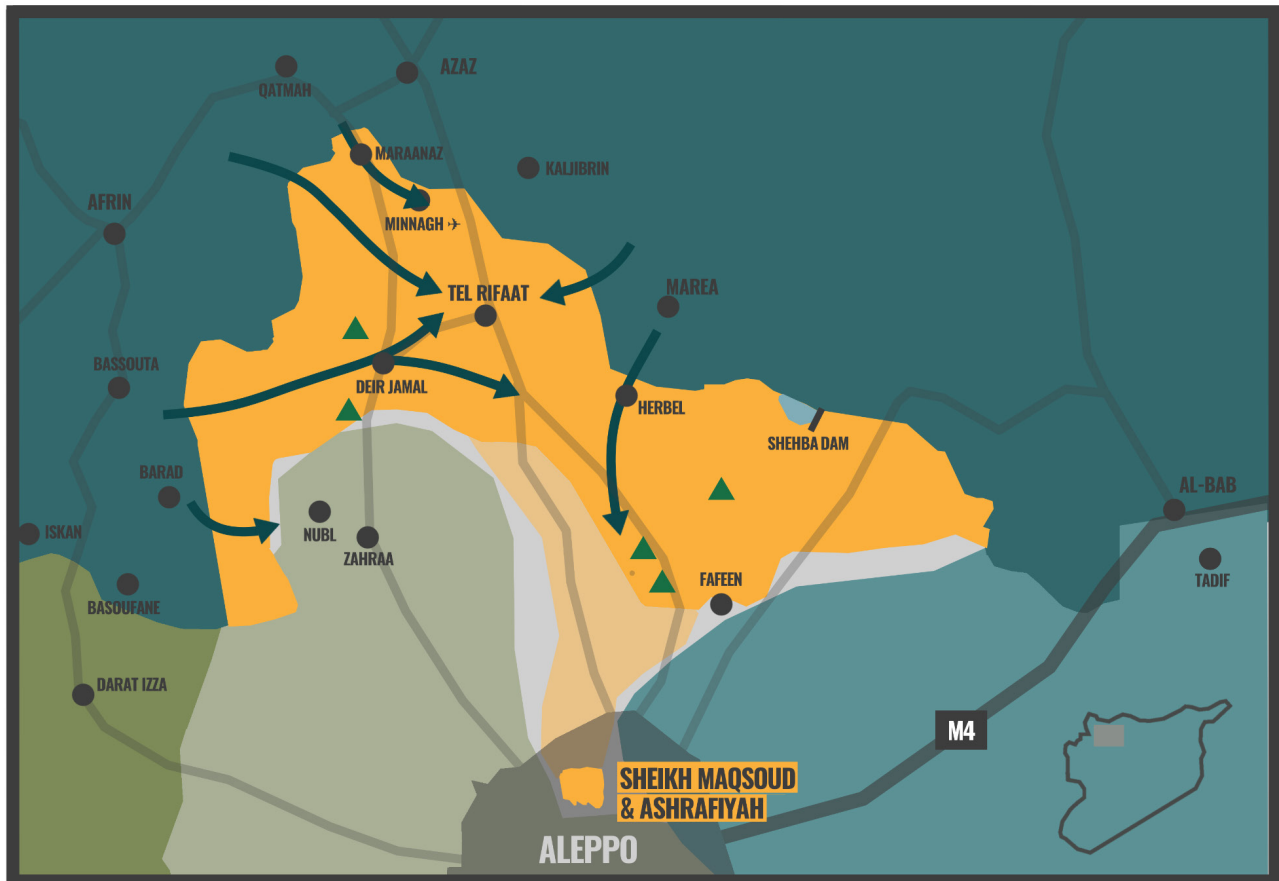 AZAZ
QATMAH
MARAANAZ
KALJIBRIN
AFRIN
MINNAGH ✈
MAREA
TEL RIFAAT
BASSOUTA
DEIR JAMAL
HERBEL
SHEHBA DAM
BARAD
AL-BAB
NUBL
ISKAN
ZAHRAA
TADIF
FAFEEN
BASOUFANE
DARAT IZZA
M4
SHEIKH MAQSOUD
& ASHRAFIYAH
ALEPPO